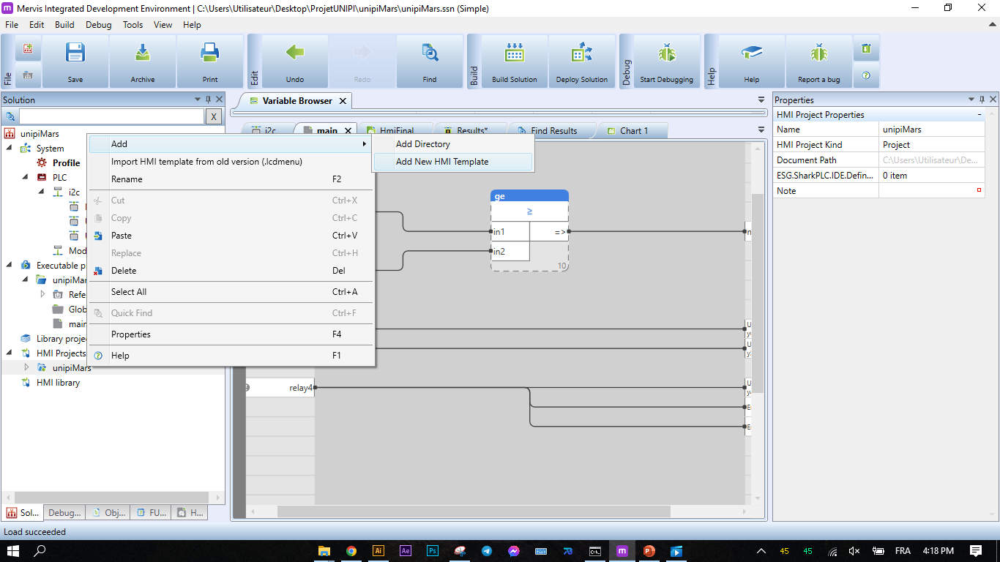 Mervis Integrated Development Environment | C:\Users\Utilisateur\Desktop\ProjetUNIPI\unipiMars\unipiMars.ssn (Simple)
File Edit Build Debug Tools View Help
File
Save
Archive
Print
Edit
Undo
Redo
Find
Build
Build Solution
Deploy Solution
Debug
Start Debugging
Help
Help
Report a bug
Solution
X
unipiMars
System
Profile
PLC
i2c
Mod
Executable p
unipiMar
Refe
Glob
main
Library proje
HMI Projects
unipiMars
HMI library
Sol...
Debug...
Obj...
FU...
H...
Add
Import HMI template from old version (.lcdmenu)
Rename F2
Cut Ctrl+X
Copy Ctrl+C
Paste Ctrl+V
Replace Ctrl+H
Delete Del
Select All Ctrl+A
Quick Find Ctrl+F
Properties F4
Help F1
Add Directory
Add New HMI Template
Variable Browser
i2c main HmiFinal Results* Find Results Chart 1
ge
≥
in1 =>
in2
10
relay4
Properties
HMI Project Properties
Name unipiMars
HMI Project Kind Project
Document Path C:\Users\Utilisateur\De...
ESG.SharkPLC.IDE.Defin... 0 item
Note
Load succeeded
Ai Ae Ps C:\. m P 45 45 FRA 4:18 PM